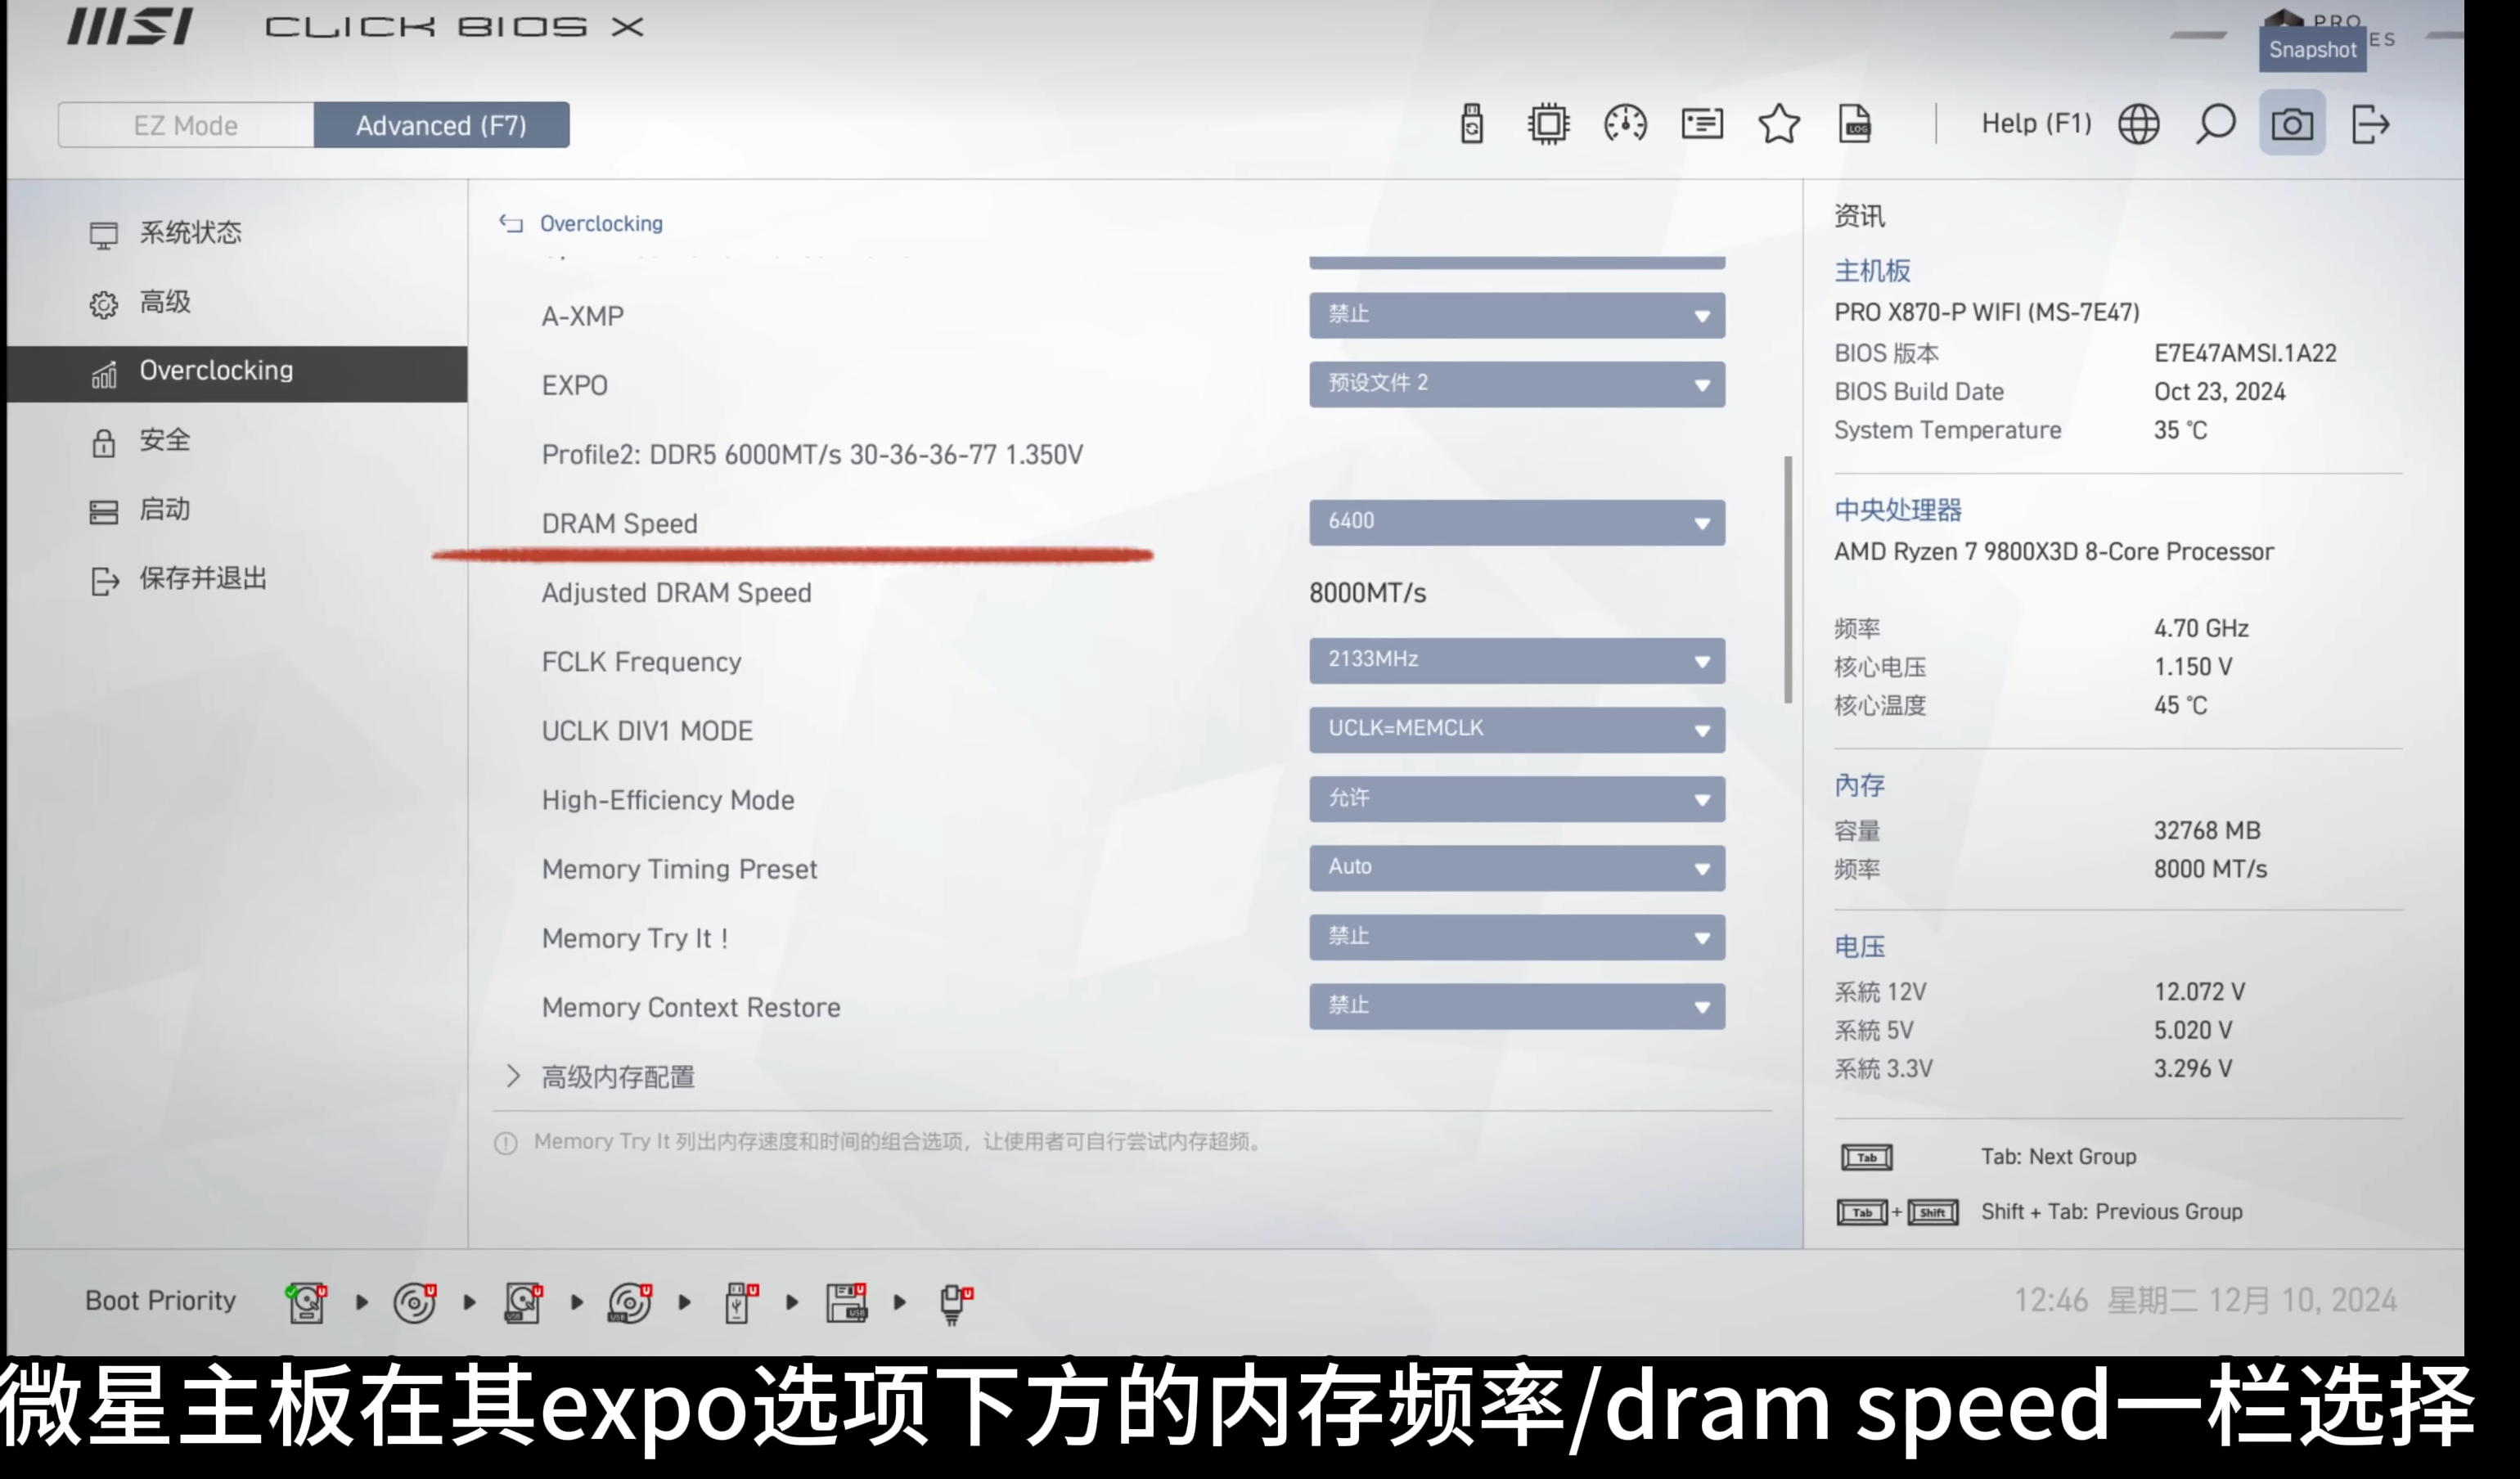 msi CLICK BIOS X
PRO
ES
Snapshot
EZ Mode Advanced (F7)
LOG
Help (F1)
系统状态
高级
Overclocking
安全
启动
保存并退出
Overclocking
A-XMP 禁止
EXPO 预设文件 2
Profile2: DDR5 6000MT/s 30-36-36-77 1.350V
DRAM Speed 6400
Adjusted DRAM Speed 8000MT/s
FCLK Frequency 2133MHz
UCLK DIV1 MODE UCLK=MEMCLK
High-Efficiency Mode 允许
Memory Timing Preset Auto
Memory Try It ! 禁止
Memory Context Restore 禁止
高级内存配置
Memory Try It 列出内存速度和时间的组合选项，让使用者可自行尝试内存超频。
资讯
主机板
PRO X870-P WIFI (MS-7E47)
BIOS 版本 E7E47AMSI.1A22
BIOS Build Date Oct 23, 2024
System Temperature 35 ℃
中央处理器
AMD Ryzen 7 9800X3D 8-Core Processor
频率 4.70 GHz
核心电压 1.150 V
核心温度 45 ℃
內存
容量 32768 MB
频率 8000 MT/s
电压
系統 12V 12.072 V
系統 5V 5.020 V
系統 3.3V 3.296 V
Tab Tab: Next Group
Tab + Shift Shift + Tab: Previous Group
Boot Priority
12:46 星期二 12月 10, 2024
微星主板在其expo选项下方的内存频率/dram speed一栏选择